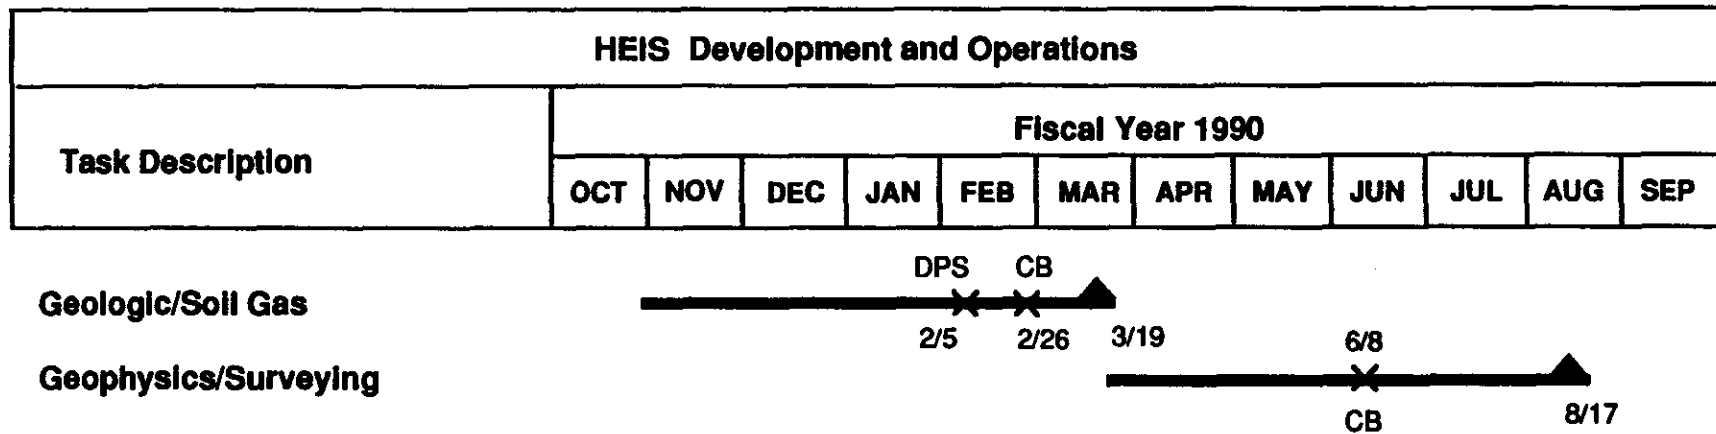 HEIS Development and Operations
Task Description
Fiscal Year 1990
OCT NOV DEC JAN FEB MAR APR MAY JUN JUL AUG SEP
DPS CB
Geologic/Soil Gas
2/5 2/26 3/19 6/8
Geophysics/Surveying
CB 8/17